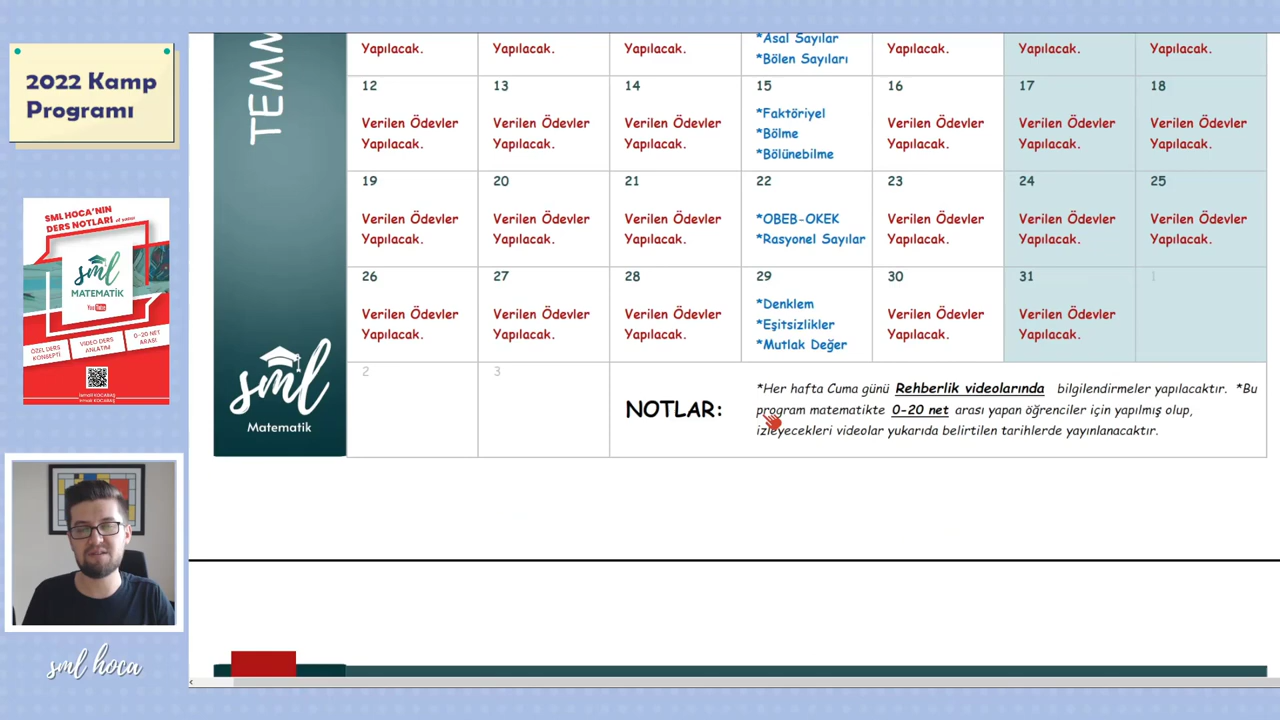 2022 Kamp
Programı
SML HOCA'NIN
DERS NOTLARI
sml
MATEMATİK
YouTube
ÖZEL DERS
KONSEPTİ
VİDEO DERS
ANLATIM
0-20 NET
ARASI
İsmail KOCABAŞ
sml hoca
TEMM
Yapılacak. Yapılacak. Yapılacak. *Asal Sayılar Yapılacak. Yapılacak. Yapılacak.
*Bölen Sayıları
12 13 14 15 16 17 18
Verilen Ödevler Verilen Ödevler Verilen Ödevler *Faktöriyel Verilen Ödevler Verilen Ödevler Verilen Ödevler
Yapılacak. Yapılacak. Yapılacak. *Bölme Yapılacak. Yapılacak. Yapılacak.
*Bölünebilme
19 20 21 22 23 24 25
Verilen Ödevler Verilen Ödevler Verilen Ödevler *OBEB-OKEK Verilen Ödevler Verilen Ödevler Verilen Ödevler
Yapılacak. Yapılacak. Yapılacak. *Rasyonel Sayılar Yapılacak. Yapılacak. Yapılacak.
26 27 28 29 30 31 1
Verilen Ödevler Verilen Ödevler Verilen Ödevler *Denklem Verilen Ödevler Verilen Ödevler
Yapılacak. Yapılacak. Yapılacak. *Eşitsizlikler Yapılacak. Yapılacak.
*Mutlak Değer
2 3
sml
Matematik
NOTLAR:
*Her hafta Cuma günü Rehberlik videolarında bilgilendirmeler yapılacaktır. *Bu
program matematikte 0-20 net arası yapan öğrenciler için yapılmış olup,
izleyecekleri videolar yukarıda belirtilen tarihlerde yayınlanacaktır.